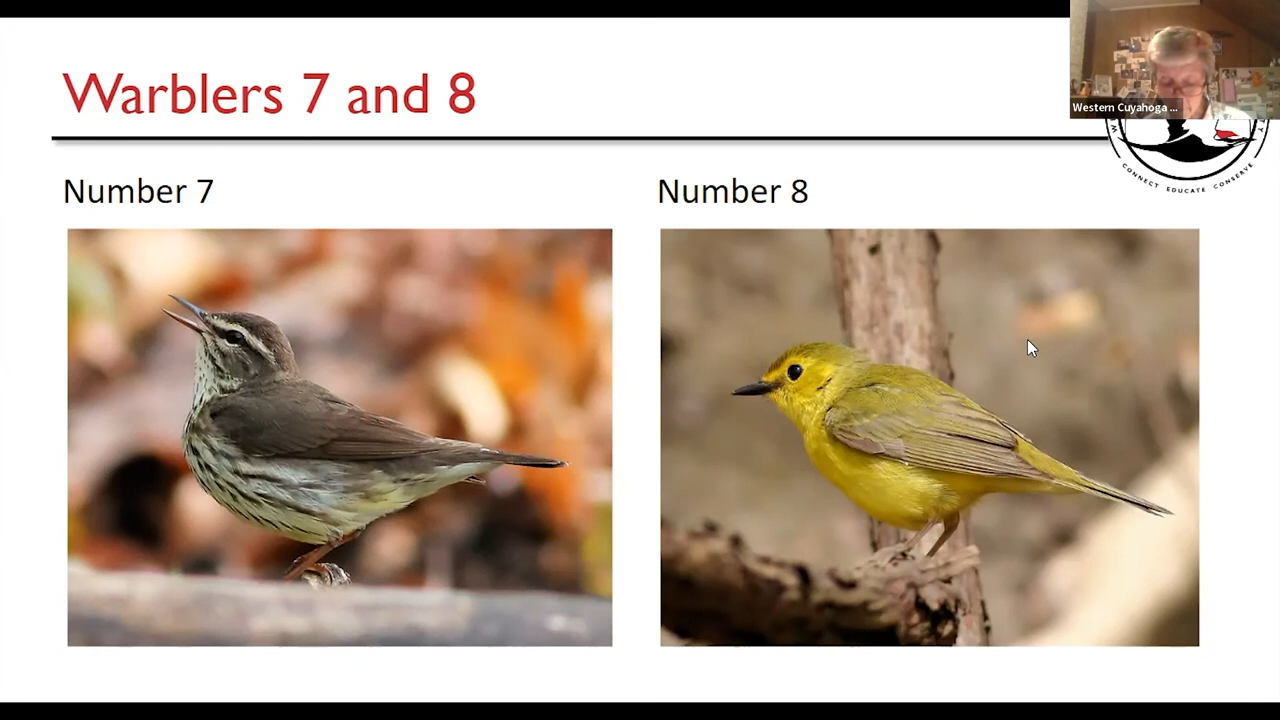 Warblers 7 and 8
Western Cuyahoga ...
CONNECT EDUCATE CONSERVE
Number 7
Number 8